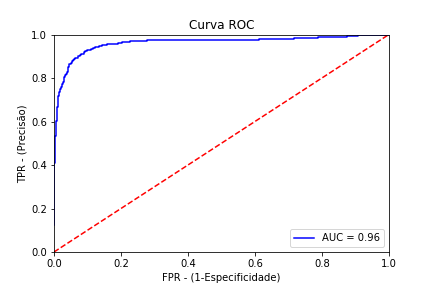 Curva ROC
TPR - (Precisão)
1.0
0.8
0.6
0.4
0.2
0.0
0.0 0.2 0.4 0.6 0.8 1.0
AUC = 0.96
FPR - (1-Especificidade)